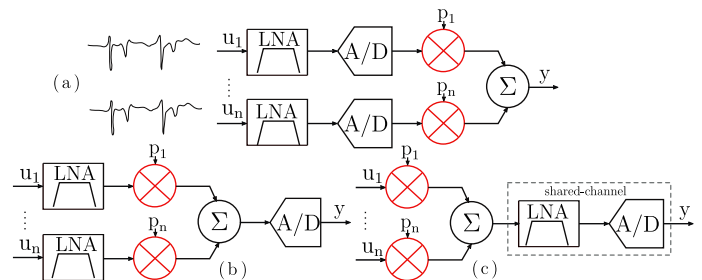 p₁
u₁ LNA A/D
(a) Σ y
pₙ
uₙ LNA A/D
p₁ p₁
u₁ LNA u₁ shared-channel
Σ A/D y Σ LNA A/D y
pₙ pₙ
uₙ LNA (b) uₙ (c)